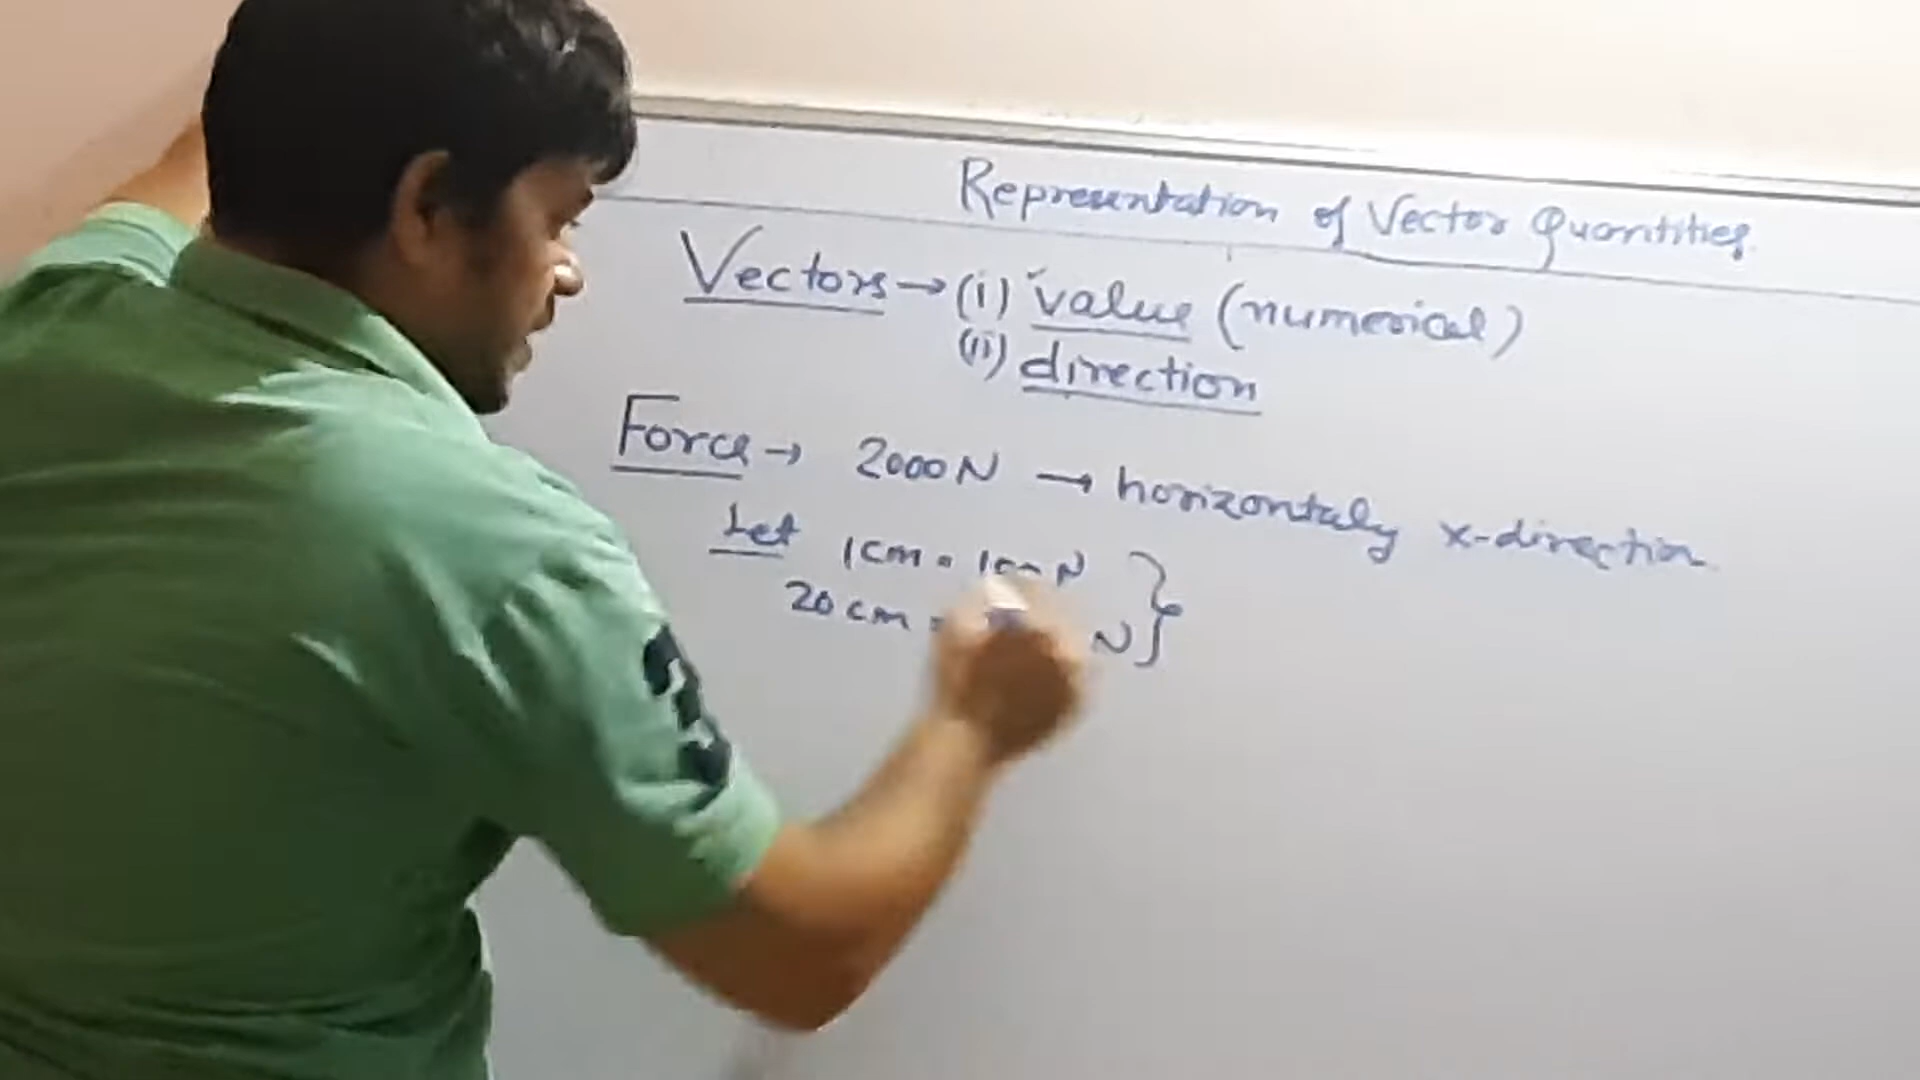 Representation of Vector Quantities
Vectors → (i) value (numerical)
(ii) direction
Force → 2000 N → horizontaly x-direction
Let 1cm = 100 N
20 cm = N